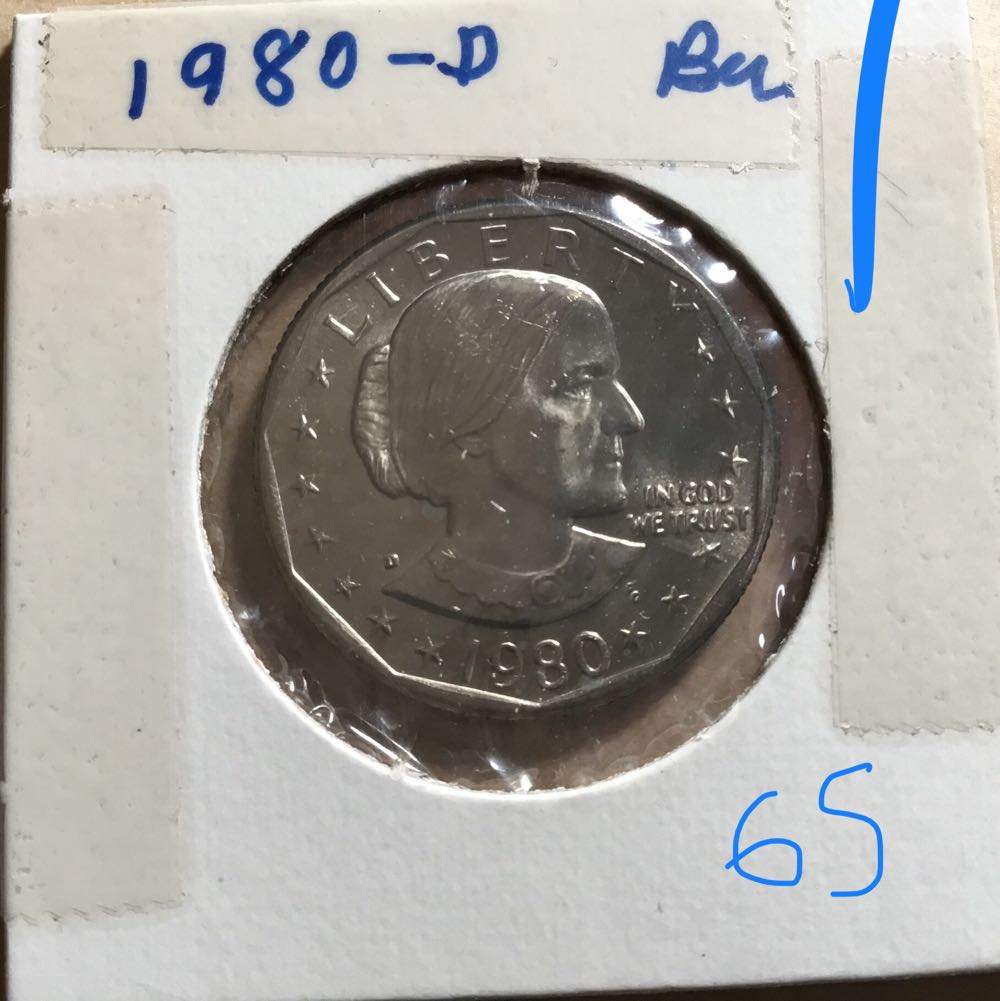 1980-D Bu.
LIBERTY
IN GOD
WE TRUST
D
1980
65